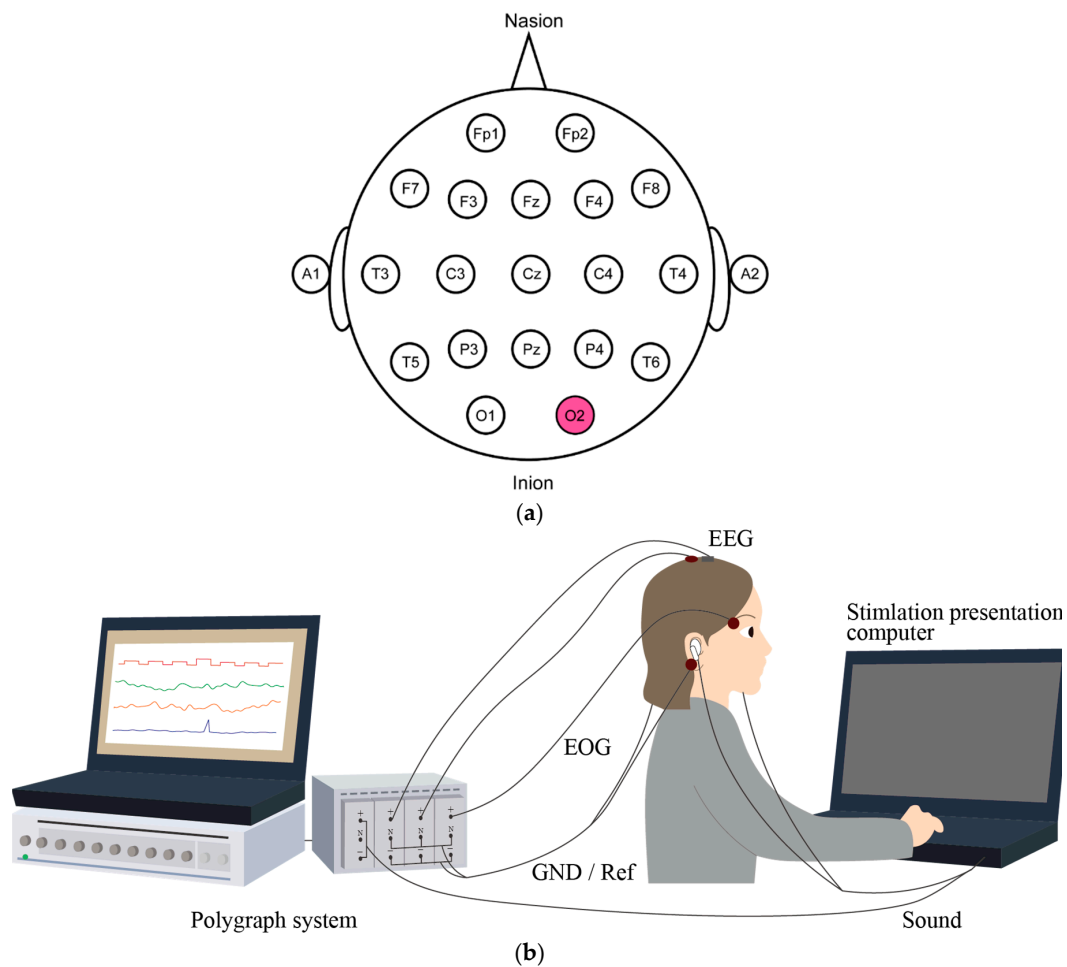 Nasion
Fp1 Fp2
F7 F3 Fz F4 F8
A1 T3 C3 Cz C4 T4 A2
T5 P3 Pz P4 T6
O1 O2
Inion
(a)
EEG
Stimlation presentation
computer
EOG
+ + + +
N N N N
− − − −
GND / Ref
Polygraph system
Sound
(b)